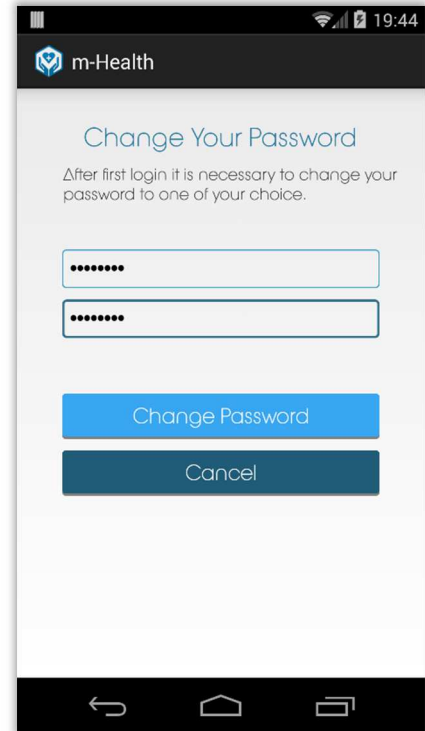 19:44
m-Health
Change Your Password
After first login it is necessary to change your
password to one of your choice.
••••••••
••••••••
Change Password
Cancel